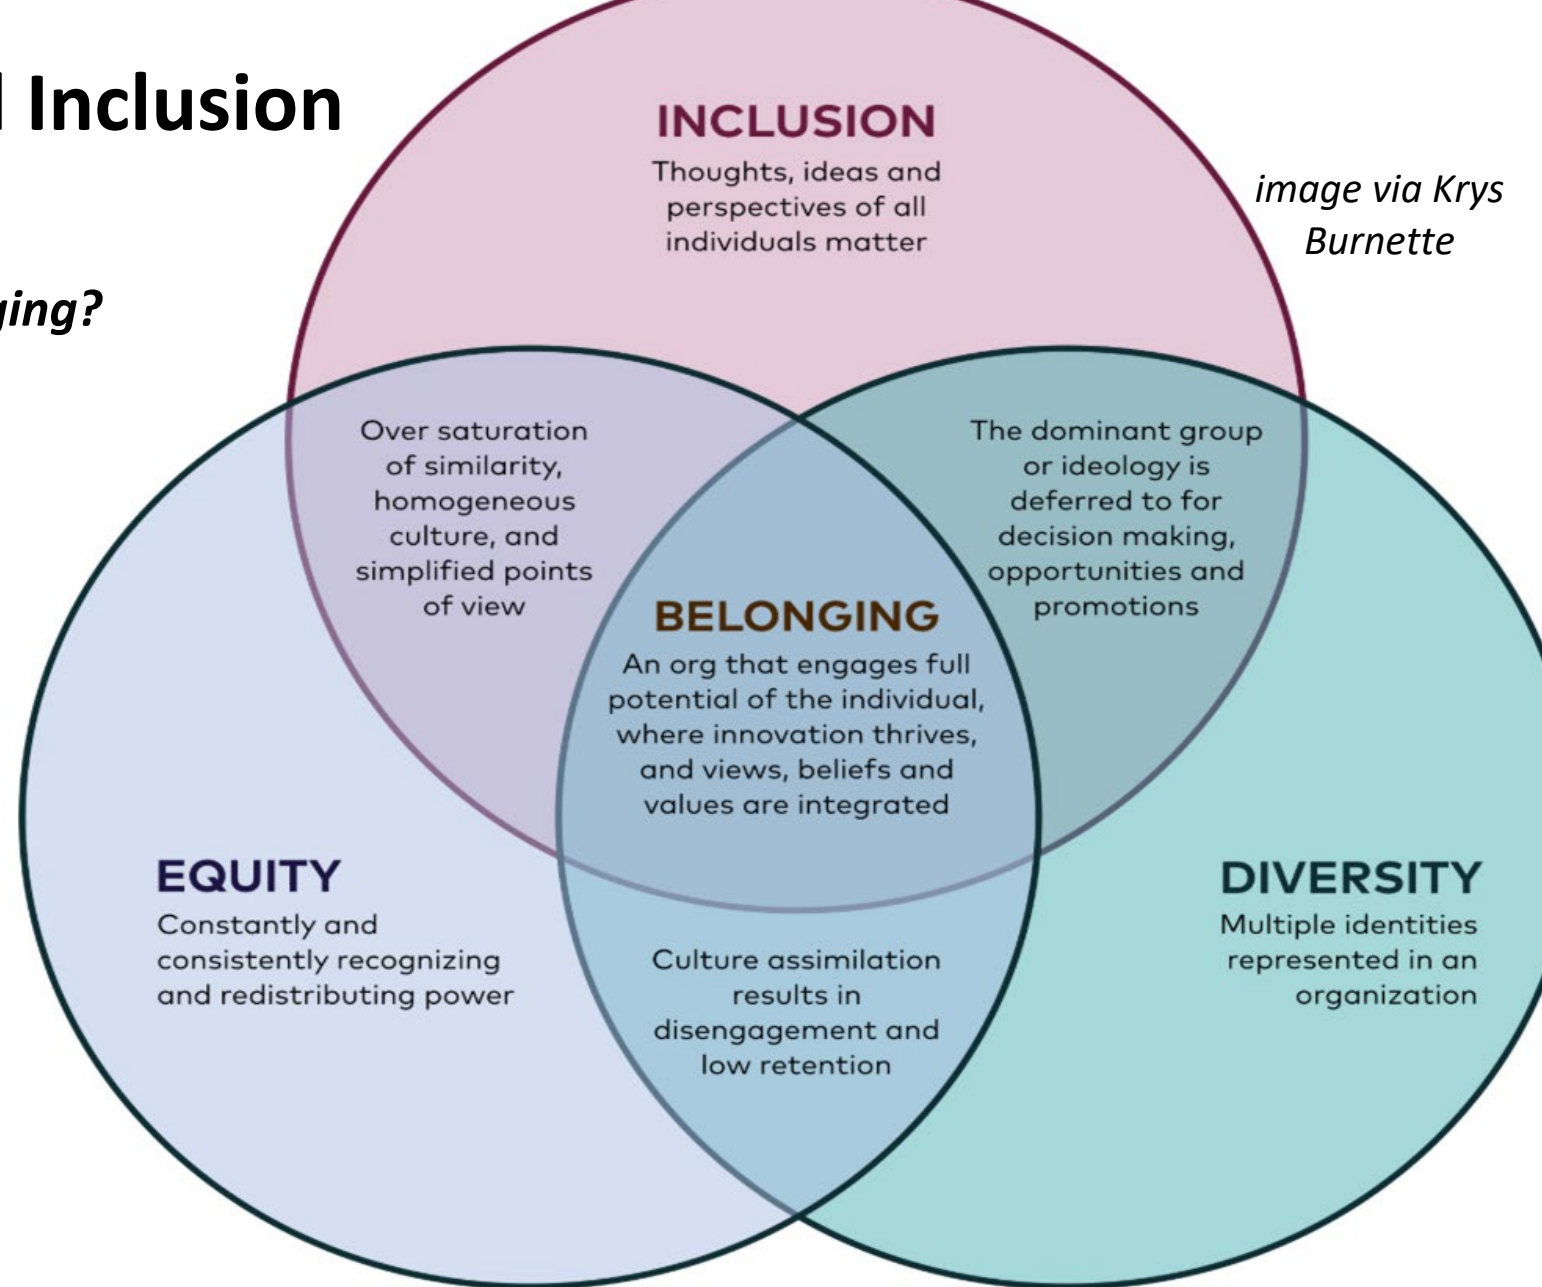 l Inclusion
ging?
image via Krys
Burnette
INCLUSION
Thoughts, ideas and
perspectives of all
individuals matter
Over saturation
of similarity,
homogeneous
culture, and
simplified points
of view
The dominant group
or ideology is
deferred to for
decision making,
opportunities and
promotions
BELONGING
An org that engages full
potential of the individual,
where innovation thrives,
and views, beliefs and
values are integrated
EQUITY
Constantly and
consistently recognizing
and redistributing power
DIVERSITY
Multiple identities
represented in an
organization
Culture assimilation
results in
disengagement and
low retention